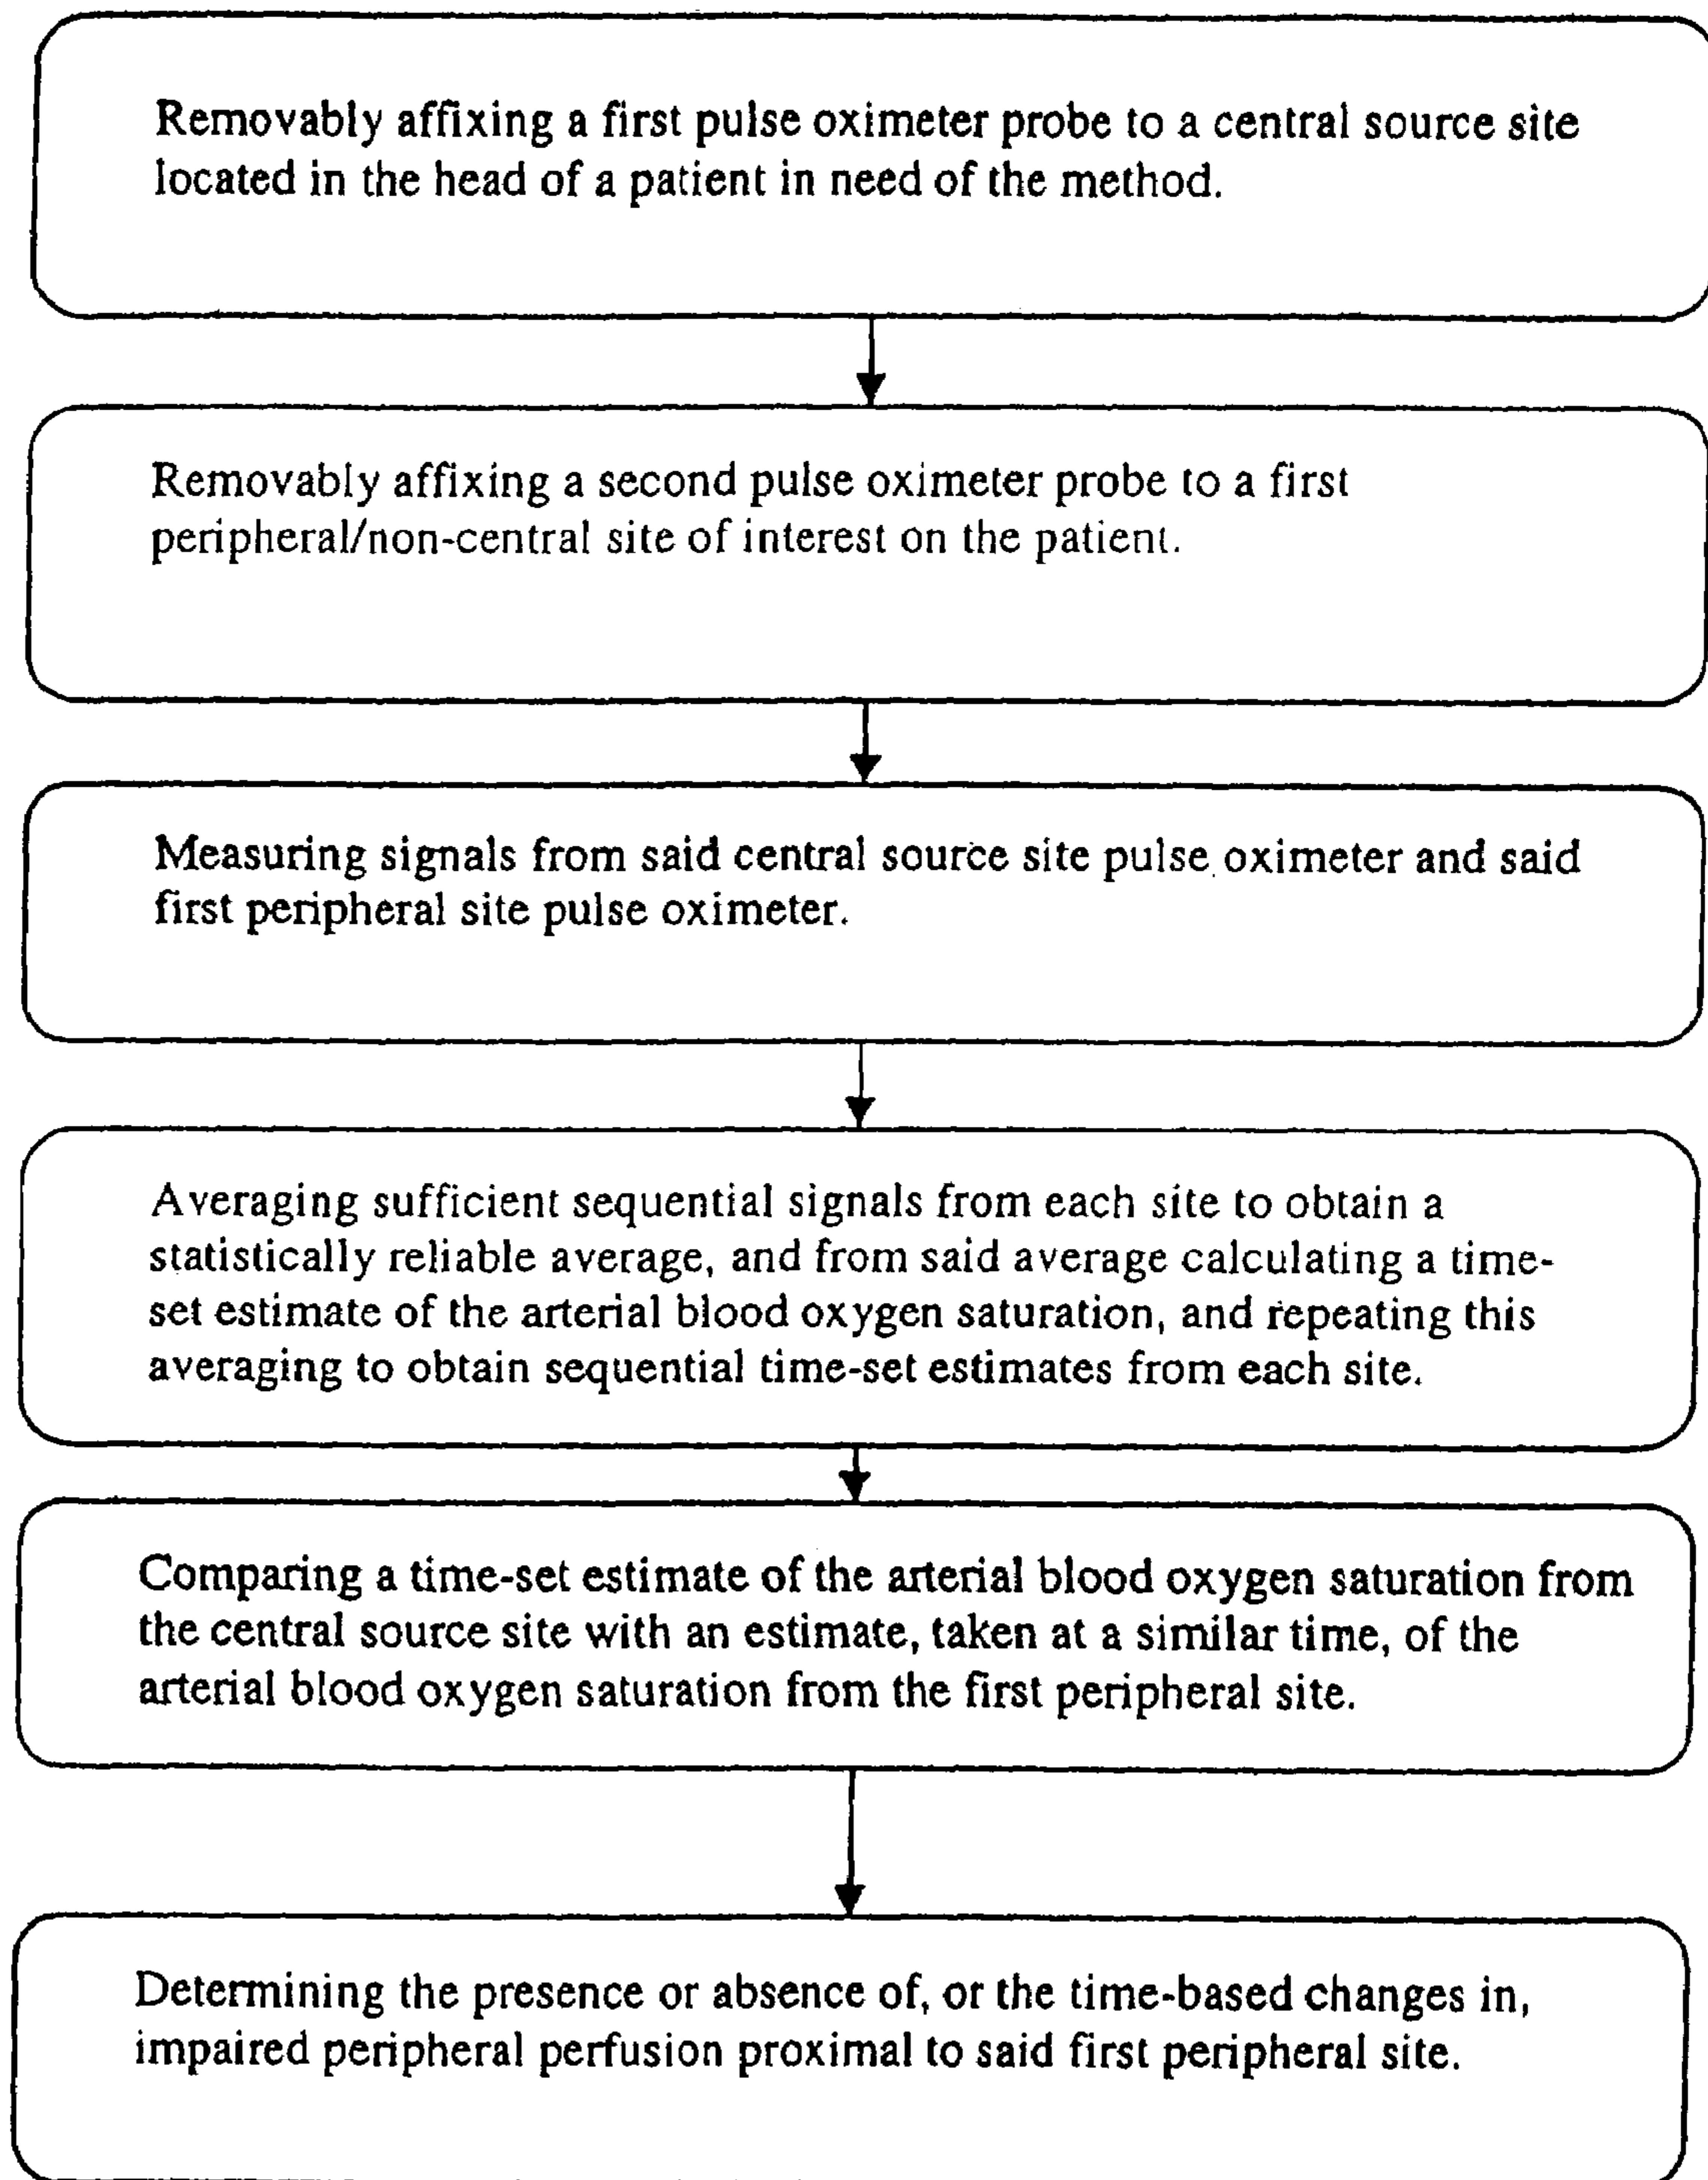 Removably affixing a first pulse oximeter probe to a central source site
located in the head of a patient in need of the method.
Removably affixing a second pulse oximeter probe to a first
peripheral/non-central site of interest on the patient.
Measuring signals from said central source site pulse oximeter and said
first peripheral site pulse oximeter.
Averaging sufficient sequential signals from each site to obtain a
statistically reliable average, and from said average calculating a time-
set estimate of the arterial blood oxygen saturation, and repeating this
averaging to obtain sequential time-set estimates from each site.
Comparing a time-set estimate of the arterial blood oxygen saturation from
the central source site with an estimate, taken at a similar time, of the
arterial blood oxygen saturation from the first peripheral site.
Determining the presence or absence of, or the time-based changes in,
impaired peripheral perfusion proximal to said first peripheral site.